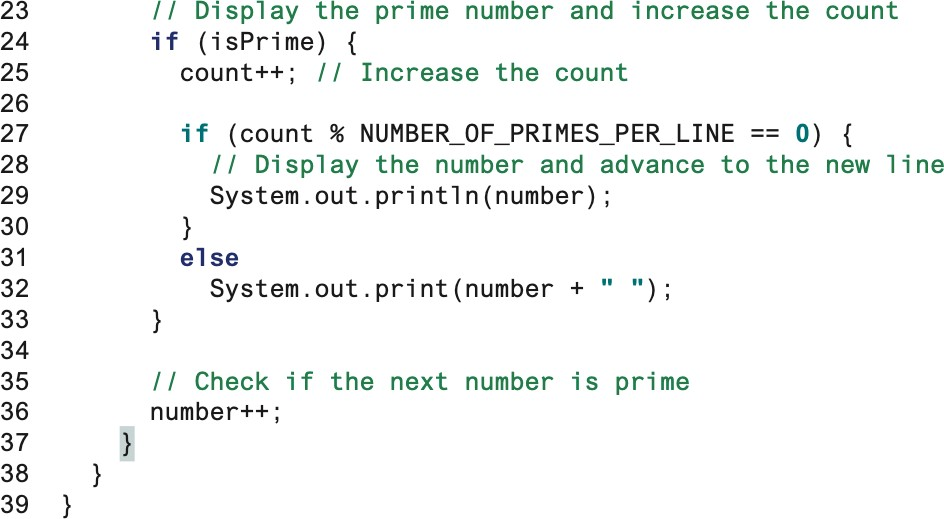 23 // Display the prime number and increase the count
24 if (isPrime) {
25 count++; // Increase the count
26
27 if (count % NUMBER_OF_PRIMES_PER_LINE == 0) {
28 // Display the number and advance to the new line
29 System.out.println(number);
30 }
31 else
32 System.out.print(number + " ");
33 }
34
35 // Check if the next number is prime
36 number++;
37 }
38 }
39 }